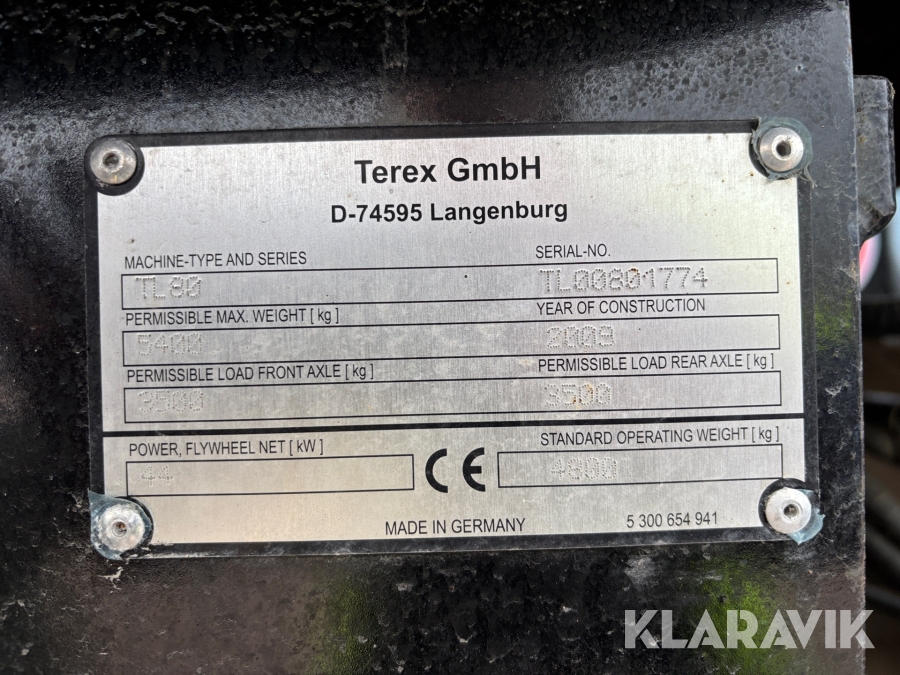 Terex GmbH
D-74595 Langenburg
MACHINE-TYPE AND SERIES SERIAL-NO.
TL80 TL00801774
PERMISSIBLE MAX. WEIGHT [ kg ] YEAR OF CONSTRUCTION
5400 2008
PERMISSIBLE LOAD FRONT AXLE [ kg ] PERMISSIBLE LOAD REAR AXLE [ kg ]
3500 3500
POWER, FLYWHEEL NET [ kW ] STANDARD OPERATING WEIGHT [ kg ]
44 CE 4800
MADE IN GERMANY 5 300 654 941
KLARAVIK